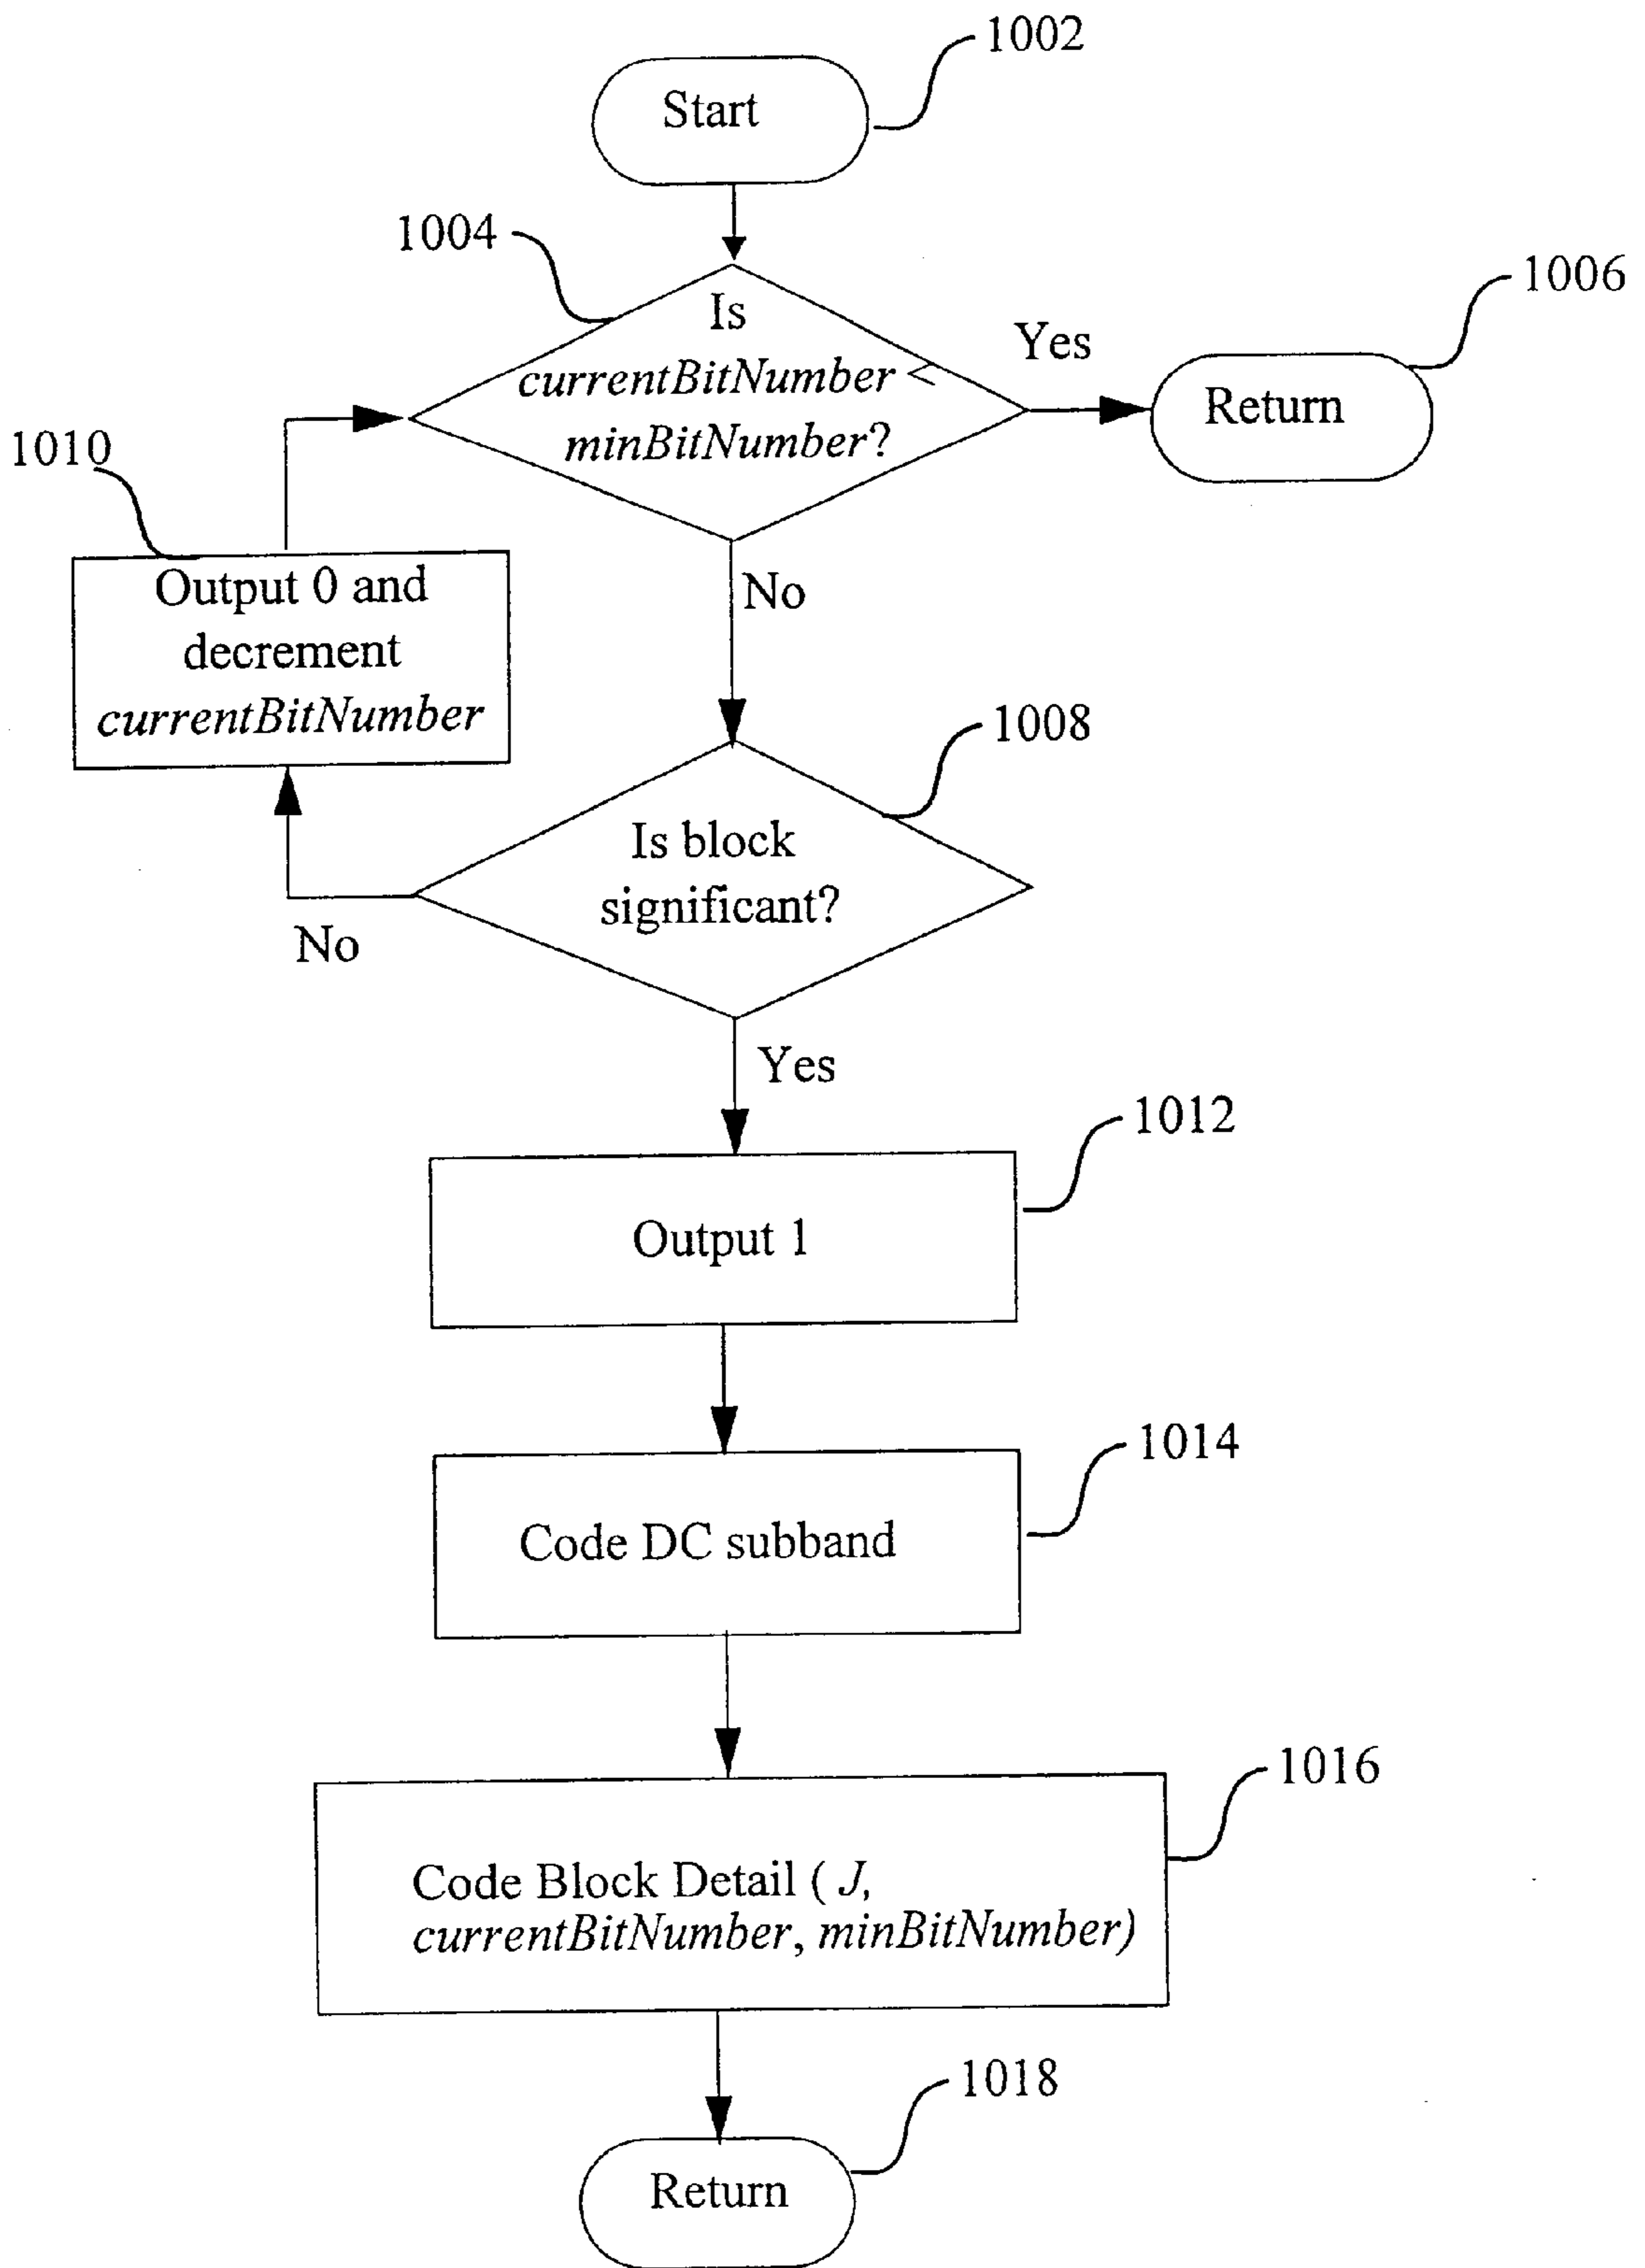 1002
Start
1004
Is
currentBitNumber <
minBitNumber?
Yes
1006
Return
1010
Output 0 and
decrement
currentBitNumber
No
1008
Is block
significant?
No
Yes
1012
Output 1
1014
Code DC subband
1016
Code Block Detail ( J,
currentBitNumber, minBitNumber)
1018
Return